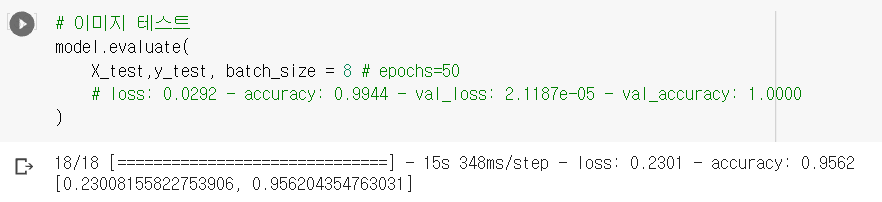 # 이미지 테스트
model.evaluate(
    X_test,y_test, batch_size = 8 # epochs=50
    # loss: 0.0292 - accuracy: 0.9944 - val_loss: 2.1187e-05 - val_accuracy: 1.0000
)
18/18 [==============================] - 15s 348ms/step - loss: 0.2301 - accuracy: 0.9562
[0.23008155822753906, 0.956204354763031]